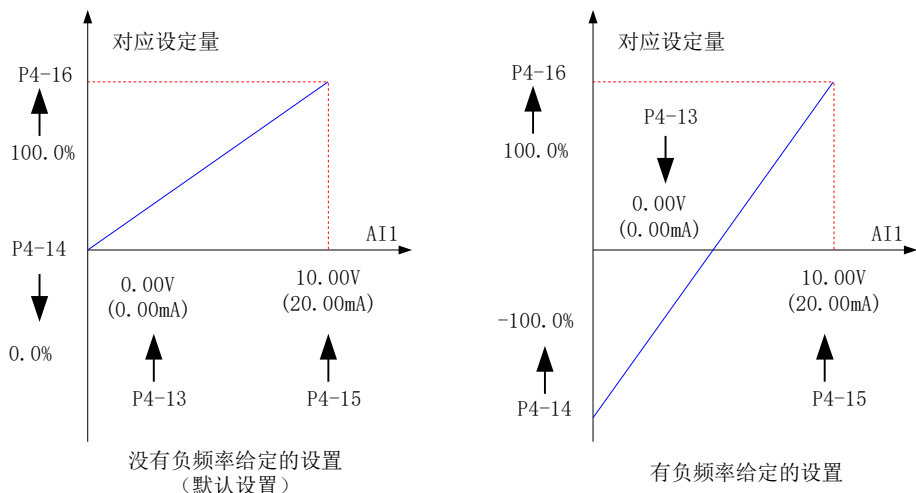 对应设定量
P4-16
100.0%
P4-14
0.0%
AI1
0.00V
(0.00mA)
10.00V
(20.00mA)
P4-13
P4-15
没有负频率给定的设置
（默认设置）
对应设定量
P4-16
100.0%
P4-13
0.00V
(0.00mA)
AI1
10.00V
(20.00mA)
-100.0%
P4-14
P4-15
有负频率给定的设置